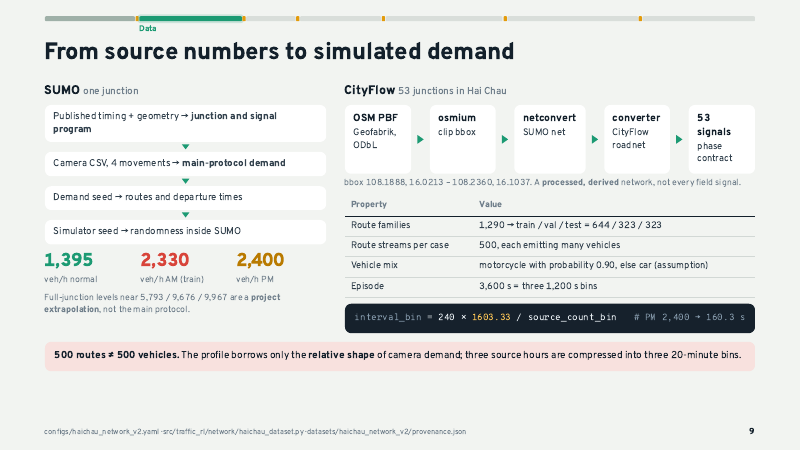 Data
From source numbers to simulated demand
SUMO one junction
Published timing + geometry → junction and signal
program
Camera CSV, 4 movements → main-protocol demand
Demand seed → routes and departure times
Simulator seed → randomness inside SUMO
1,395
2,330
2,400
veh/h normal
veh/h AM (train)
veh/h PM
Full-junction levels near 5,793 / 9,676 / 9,967 are a project
extrapolation, not the main protocol.
CityFlow 53 junctions in Hai Chau
OSM PBF
Geofabrik,
ODbL
osmium
clip bbox
netconvert
SUMO net
converter
CityFlow
roadnet
53
signals
phase
contract
bbox 108.1888, 16.0213 – 108.2360, 16.1037. A processed, derived network, not every field signal.
Property Value
Route families 1,290 → train / val / test = 644 / 323 / 323
Route streams per case 500, each emitting many vehicles
Vehicle mix motorcycle with probability 0.90, else car (assumption)
Episode 3,600 s = three 1,200 s bins
interval_bin = 240 × 1603.33 / source_count_bin # PM 2,400 → 160.3 s
500 routes ≠ 500 vehicles. The profile borrows only the relative shape of camera demand; three source hours are compressed into three 20-minute bins.
configs/haichau_network_v2.yaml · src/traffic_rl/network/haichau_dataset.py · datasets/haichau_network_v2/provenance.json
9